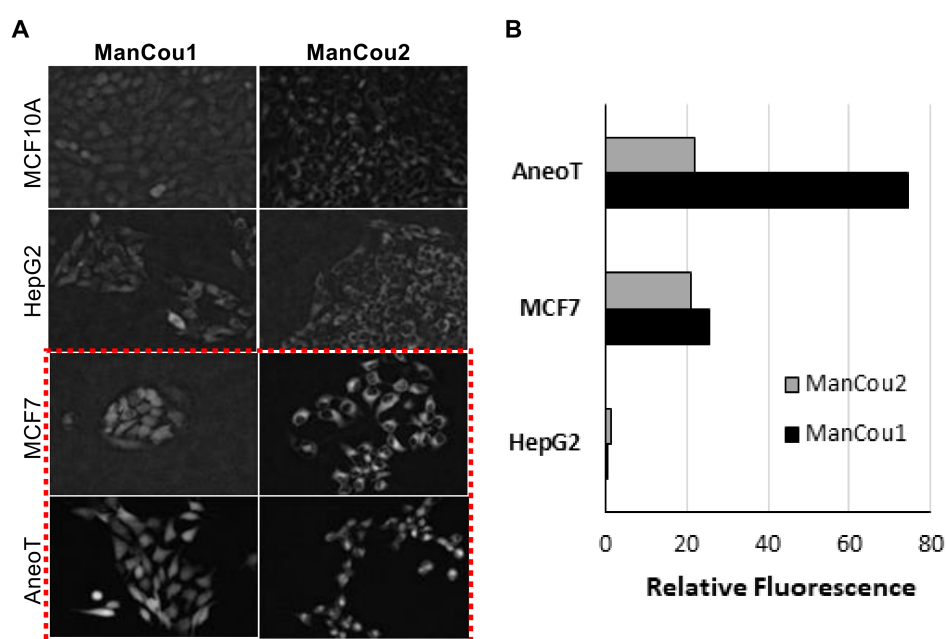 A
ManCou1 ManCou2
MCF10A
HepG2
MCF7
AneoT
B
AneoT
MCF7
HepG2
ManCou2
ManCou1
0 20 40 60 80
Relative Fluorescence